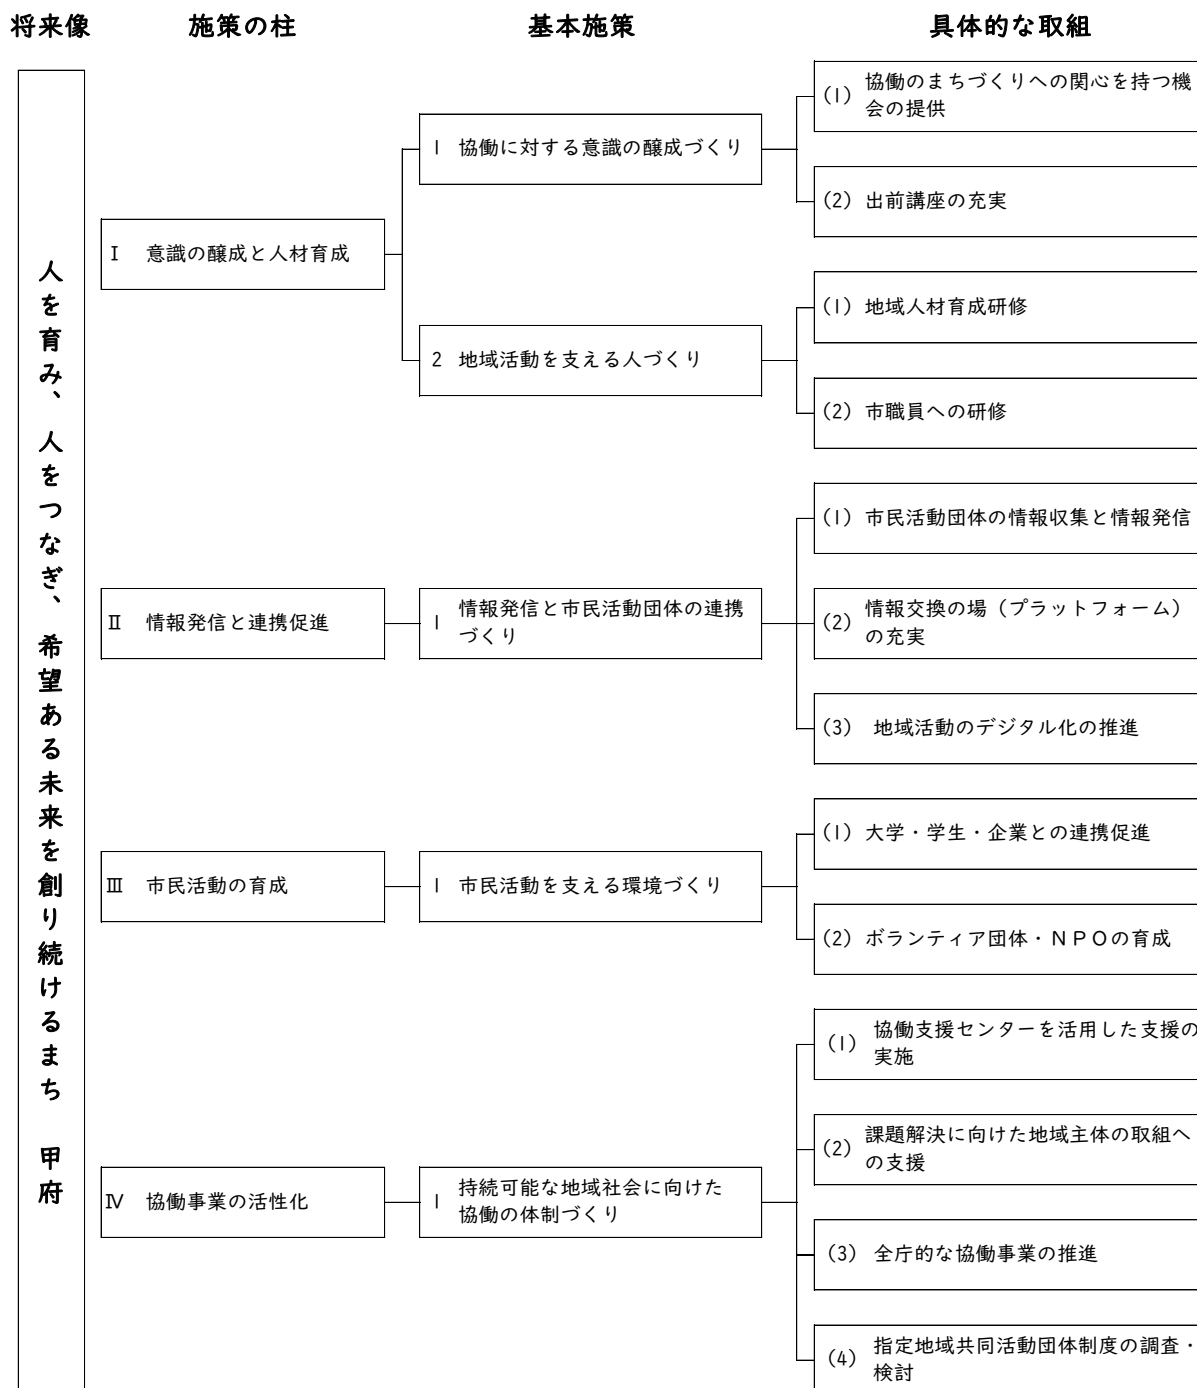 将来像 施策の柱 基本施策 具体的な取組
人を育み、人をつなぎ、希望ある未来を創り続けるまち 甲府
Ⅰ 意識の醸成と人材育成
1 協働に対する意識の醸成づくり
(1) 協働のまちづくりへの関心を持つ機
会の提供
(2) 出前講座の充実
2 地域活動を支える人づくり
(1) 地域人材育成研修
(2) 市職員への研修
Ⅱ 情報発信と連携促進
1 情報発信と市民活動団体の連携
づくり
(1) 市民活動団体の情報収集と情報発信
(2) 情報交換の場（プラットフォーム）
の充実
(3) 地域活動のデジタル化の推進
Ⅲ 市民活動の育成
1 市民活動を支える環境づくり
(1) 大学・学生・企業との連携促進
(2) ボランティア団体・ＮＰＯの育成
Ⅳ 協働事業の活性化
1 持続可能な地域社会に向けた
協働の体制づくり
(1) 協働支援センターを活用した支援の
実施
(2) 課題解決に向けた地域主体の取組へ
の支援
(3) 全庁的な協働事業の推進
(4) 指定地域共同活動団体制度の調査・
検討